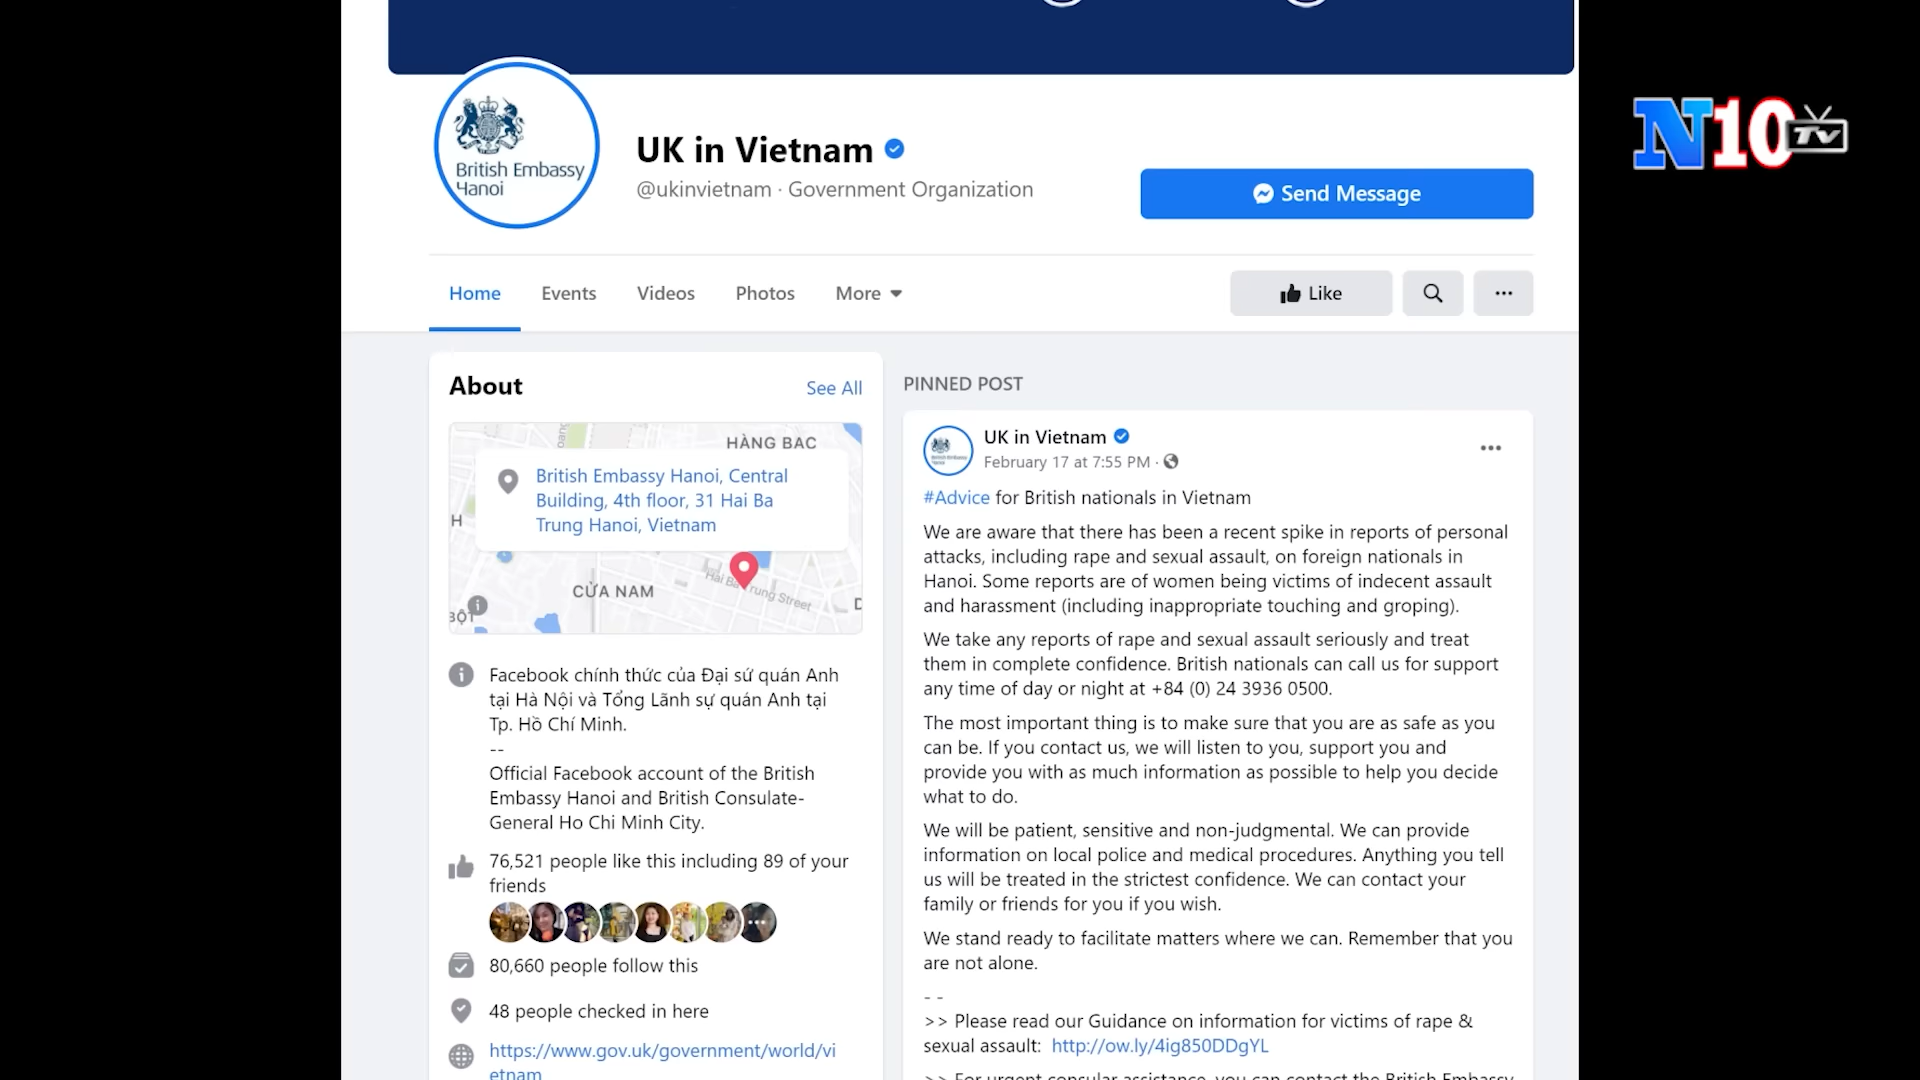 British Embassy
Hanoi
UK in Vietnam
@ukinvietnam · Government Organization
Send Message
N10 TV
Home
Events
Videos
Photos
More
Like
About
See All
HÀNG BAC
British Embassy Hanoi, Central
Building, 4th floor, 31 Hai Ba
Trung Hanoi, Vietnam
H
CỬA NAM
Hai Ba Trung Street
Facebook chính thức của Đại sứ quán Anh
tại Hà Nội và Tổng Lãnh sự quán Anh tại
Tp. Hồ Chí Minh.
--
Official Facebook account of the British
Embassy Hanoi and British Consulate-
General Ho Chi Minh City.
76,521 people like this including 89 of your
friends
80,660 people follow this
48 people checked in here
https://www.gov.uk/government/world/vi
etnam
PINNED POST
UK in Vietnam
February 17 at 7:55 PM ·
#Advice for British nationals in Vietnam
We are aware that there has been a recent spike in reports of personal
attacks, including rape and sexual assault, on foreign nationals in
Hanoi. Some reports are of women being victims of indecent assault
and harassment (including inappropriate touching and groping).
We take any reports of rape and sexual assault seriously and treat
them in complete confidence. British nationals can call us for support
any time of day or night at +84 (0) 24 3936 0500.
The most important thing is to make sure that you are as safe as you
can be. If you contact us, we will listen to you, support you and
provide you with as much information as possible to help you decide
what to do.
We will be patient, sensitive and non-judgmental. We can provide
information on local police and medical procedures. Anything you tell
us will be treated in the strictest confidence. We can contact your
family or friends for you if you wish.
We stand ready to facilitate matters where we can. Remember that you
are not alone.
- -
>> Please read our Guidance on information for victims of rape &
sexual assault: http://ow.ly/4ig850DDgYL
>> For urgent consular assistance, you can contact the British Embassy